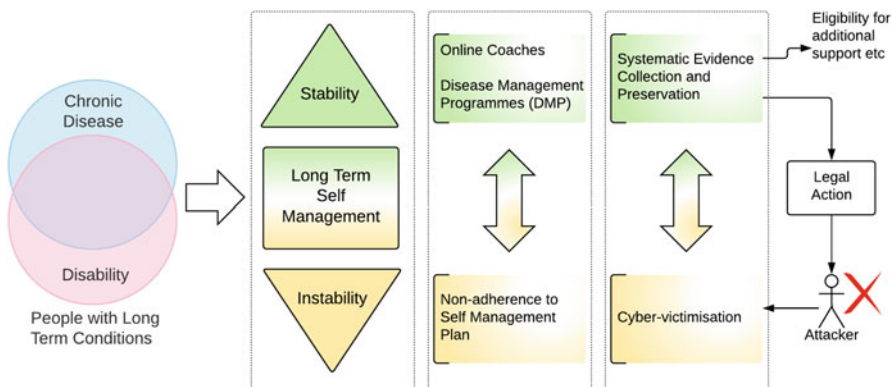 Chronic
Disease
Disability
People with Long
Term Conditions
Stability
Long Term
Self
Management
Instability
Online Coaches
Disease Management
Programmes (DMP)
Non-adherence to
Self Management
Plan
Systematic Evidence
Collection and
Preservation
Cyber-victimisation
Eligibility for
additional
support etc
Legal
Action
Attacker